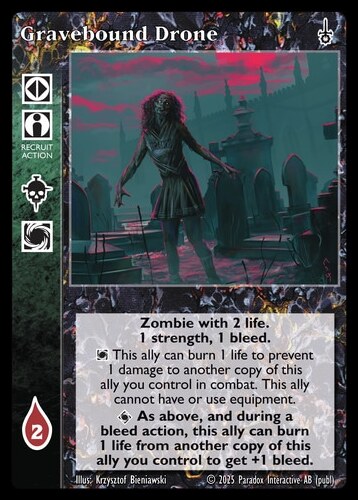 Gravebound Drone
RECRUIT
ACTION
Zombie with 2 life.
1 strength, 1 bleed.
This ally can burn 1 life to prevent
1 damage to another copy of this
ally you control in combat. This ally
cannot have or use equipment.
As above, and during a
bleed action, this ally can burn
1 life from another copy of this
ally you control to get +1 bleed.
2
Illus: Krzysztof Bieniawski © 2025 Paradox Interactive AB (publ)